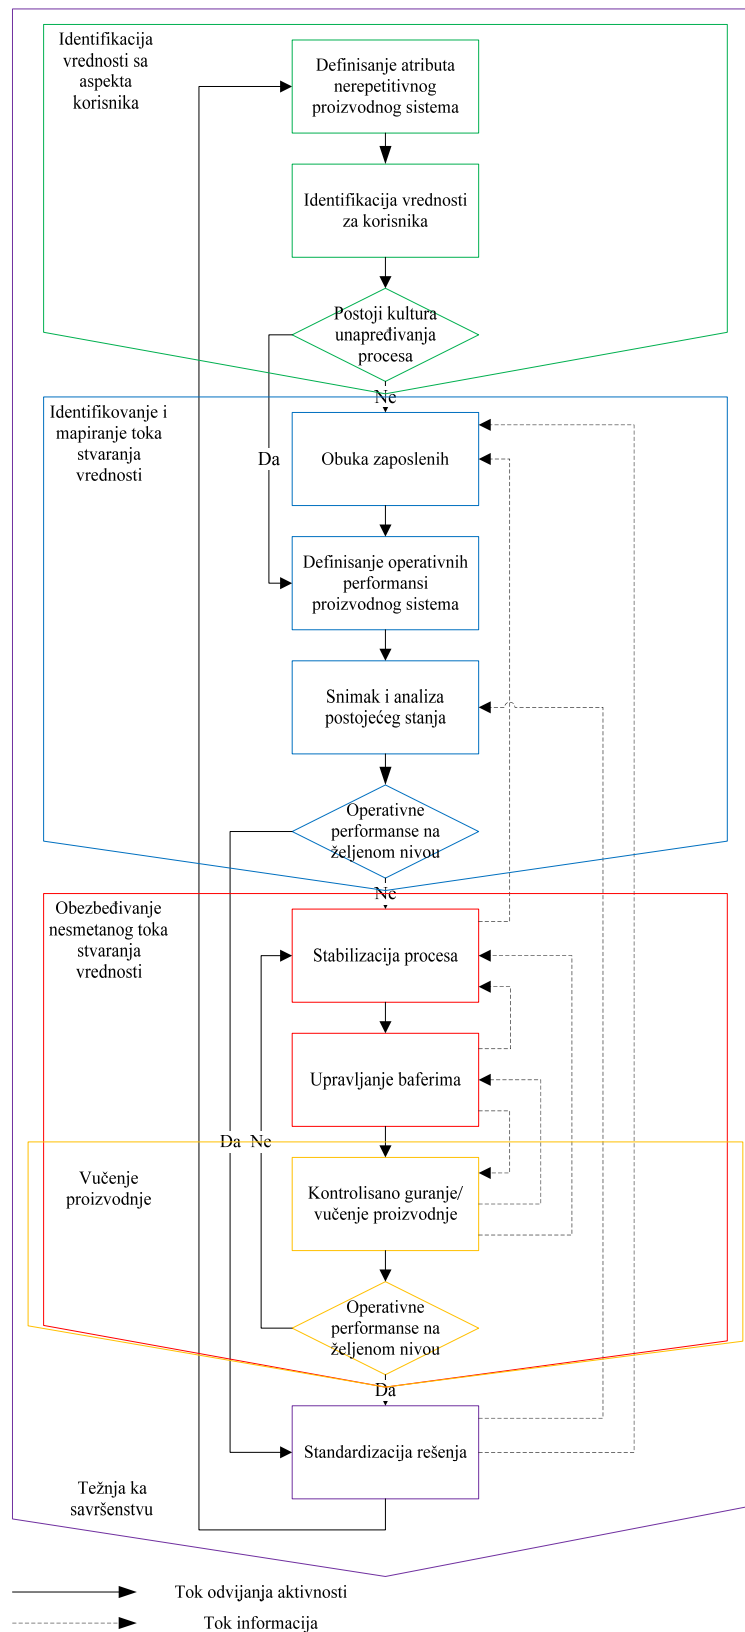 Identifikacija
vrednosti sa
aspekta
korisnika
Definisanje atributa
nerepetitivnog
proizvodnog sistema
Identifikacija vrednosti
za korisnika
Postoji kultura
unapređivanja
procesa
Ne
Identifikovanje i
mapiranje toka
stvaranja
vrednosti
Obuka zaposlenih
Da
Definisanje operativnih
performansi
proizvodnog sistema
Snimak i analiza
postojećeg stanja
Operativne
performanse na
željenom nivou
Ne
Obezbeđivanje
nesmetanog toka
stvaranja
vrednosti
Stabilizacija procesa
Upravljanje baferima
Da Ne
Vučenje
proizvodnje
Kontrolisano guranje/
vučenje proizvodnje
Operativne
performanse na
željenom nivou
Da
Standardizacija rešenja
Težnja ka
savršenstvu
Tok odvijanja aktivnosti
Tok informacija